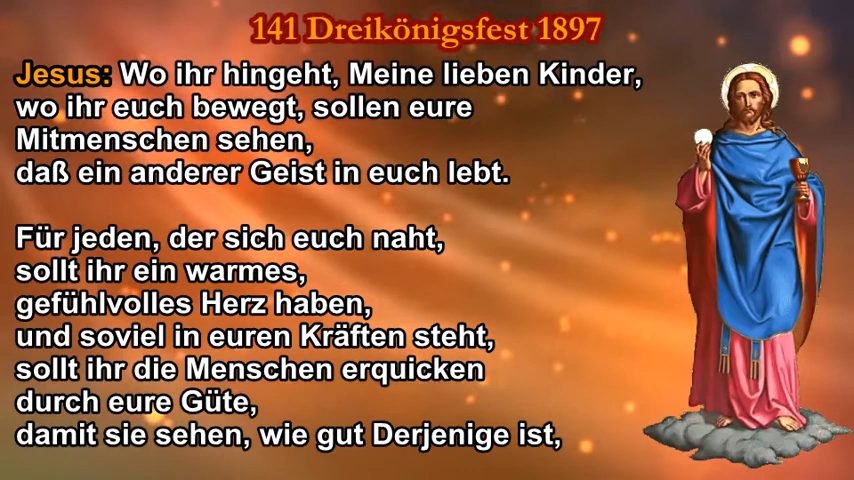 141 Dreikönigsfest 1897
Jesus: Wo ihr hingeht, Meine lieben Kinder,
wo ihr euch bewegt, sollen eure
Mitmenschen sehen,
daß ein anderer Geist in euch lebt.
Für jeden, der sich euch naht,
sollt ihr ein warmes,
gefühlvolles Herz haben,
und soviel in euren Kräften steht,
sollt ihr die Menschen erquicken
durch eure Güte,
damit sie sehen, wie gut Derjenige ist,